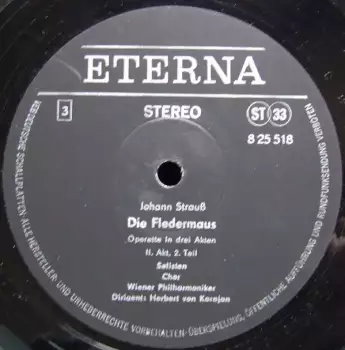 ETERNA
3
STEREO
ST 33
8 25 518
Johann Strauß
Die Fledermaus
Operette in drei Akten
II. Akt, 2. Teil
Solisten
Chor
Wiener Philharmoniker
Dirigent: Herbert von Karajan
VEB DEUTSCHE SCHALLPLATTEN · ALLE HERSTELLER- UND URHEBERRECHTE VORBEHALTEN · ÜBERSPIELUNG, ÖFFENTLICHE AUFFÜHRUNG UND RUNDFUNKSENDUNG VERBOTEN